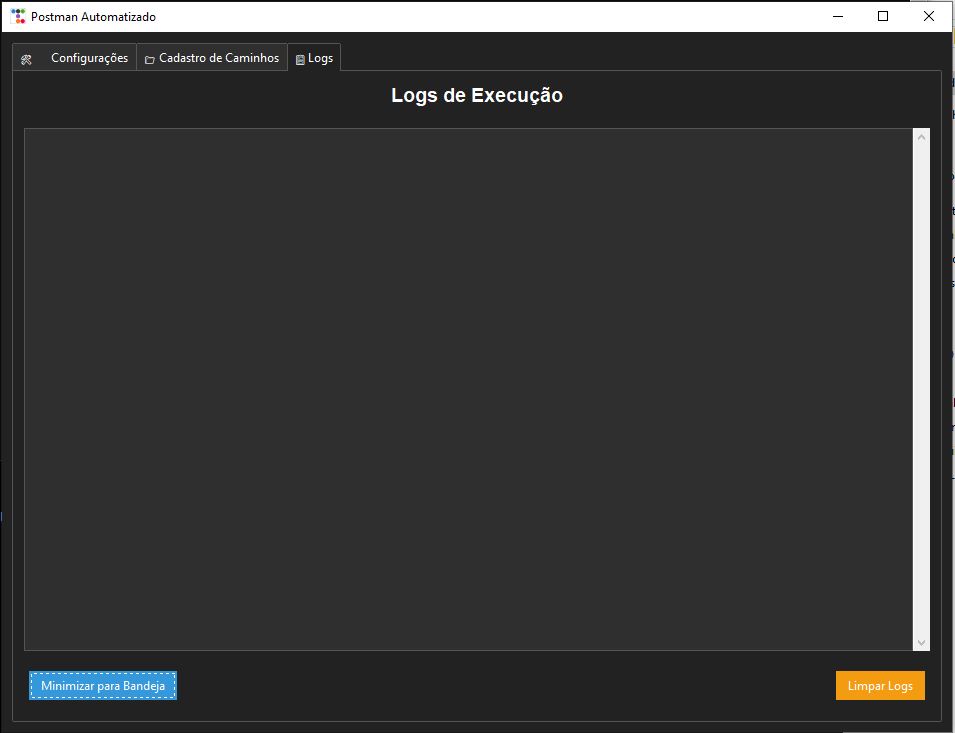 Postman Automatizado
Configurações
Cadastro de Caminhos
Logs
Logs de Execução
Minimizar para Bandeja
Limpar Logs